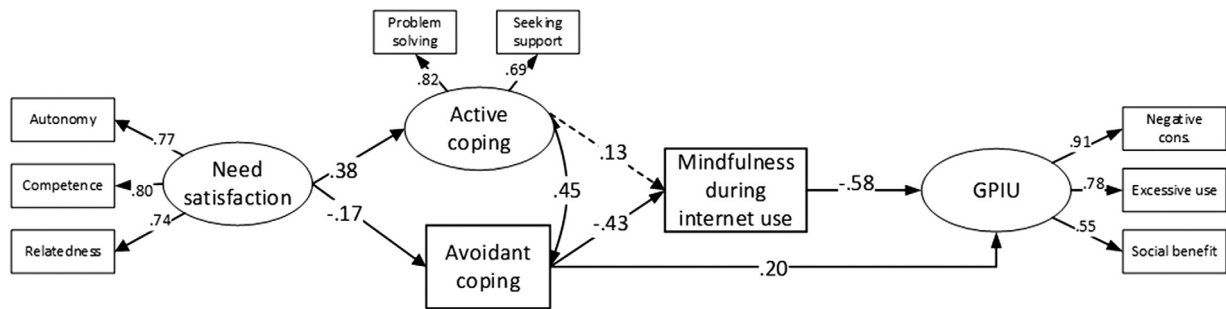 Problem
solving
Seeking
support
.82
.69
Autonomy
.77
Active
coping
Negative
cons.
.91
Competence
.80
Need
satisfaction
.38
.13
Mindfulness
during
internet use
-.58
GPIU
.78
Excessive use
-.17
.45
-.43
.74
Relatedness
.55
Social benefit
Avoidant
coping
.20